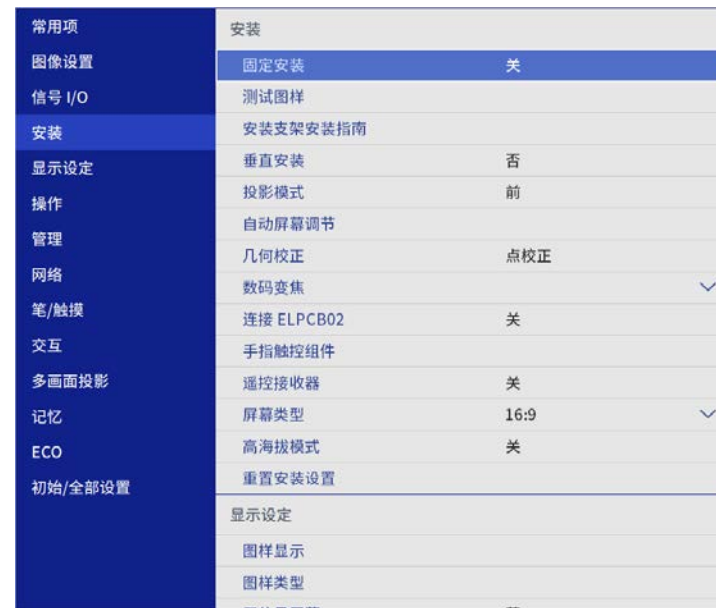 常用项
图像设置
信号 I/O
安装
显示设定
操作
管理
网络
笔/触摸
交互
多画面投影
记忆
ECO
初始/全部设置
安装
固定安装 关
测试图样
安装支架安装指南
垂直安装 否
投影模式 前
自动屏幕调节
几何校正 点校正
数码变焦
连接 ELPCB02 关
手指触控组件
遥控接收器 关
屏幕类型 16:9
高海拔模式 关
重置安装设置
显示设定
图样显示
图样类型